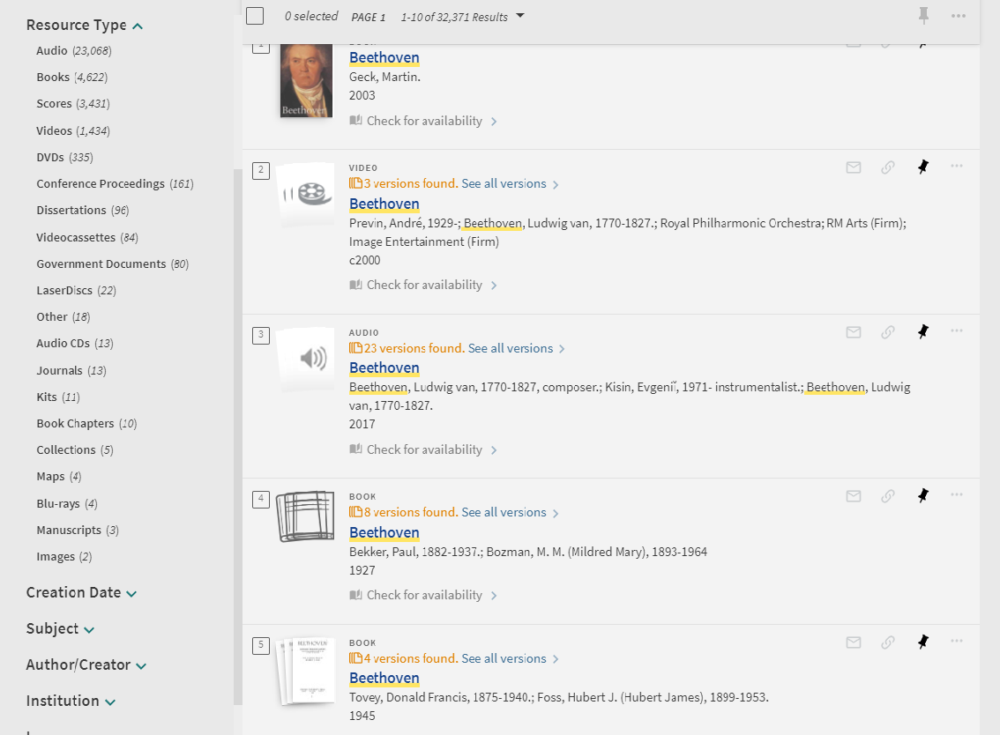 Resource Type
Audio (23,068)
Books (4,622)
Scores (3,431)
Videos (1,434)
DVDs (335)
Conference Proceedings (161)
Dissertations (96)
Videocassettes (84)
Government Documents (80)
LaserDiscs (22)
Other (18)
Audio CDs (13)
Journals (13)
Kits (11)
Book Chapters (10)
Collections (5)
Maps (4)
Blu-rays (4)
Manuscripts (3)
Images (2)
Creation Date
Subject
Author/Creator
Institution
0 selected PAGE 1 1-10 of 32,371 Results
1
Beethoven
Beethoven
Geck, Martin.
2003
Check for availability
2
VIDEO
3 versions found. See all versions
Beethoven
Previn, André, 1929-; Beethoven, Ludwig van, 1770-1827.; Royal Philharmonic Orchestra; RM Arts (Firm);
Image Entertainment (Firm)
c2000
Check for availability
3
AUDIO
23 versions found. See all versions
Beethoven
Beethoven, Ludwig van, 1770-1827, composer.; Kisin, Evgeniĭ, 1971- instrumentalist.; Beethoven, Ludwig
van, 1770-1827.
2017
Check for availability
4
BOOK
8 versions found. See all versions
Beethoven
Bekker, Paul, 1882-1937.; Bozman, M. M. (Mildred Mary), 1893-1964
1927
Check for availability
5
BEETHOVEN
BOOK
4 versions found. See all versions
Beethoven
Tovey, Donald Francis, 1875-1940.; Foss, Hubert J. (Hubert James), 1899-1953.
1945